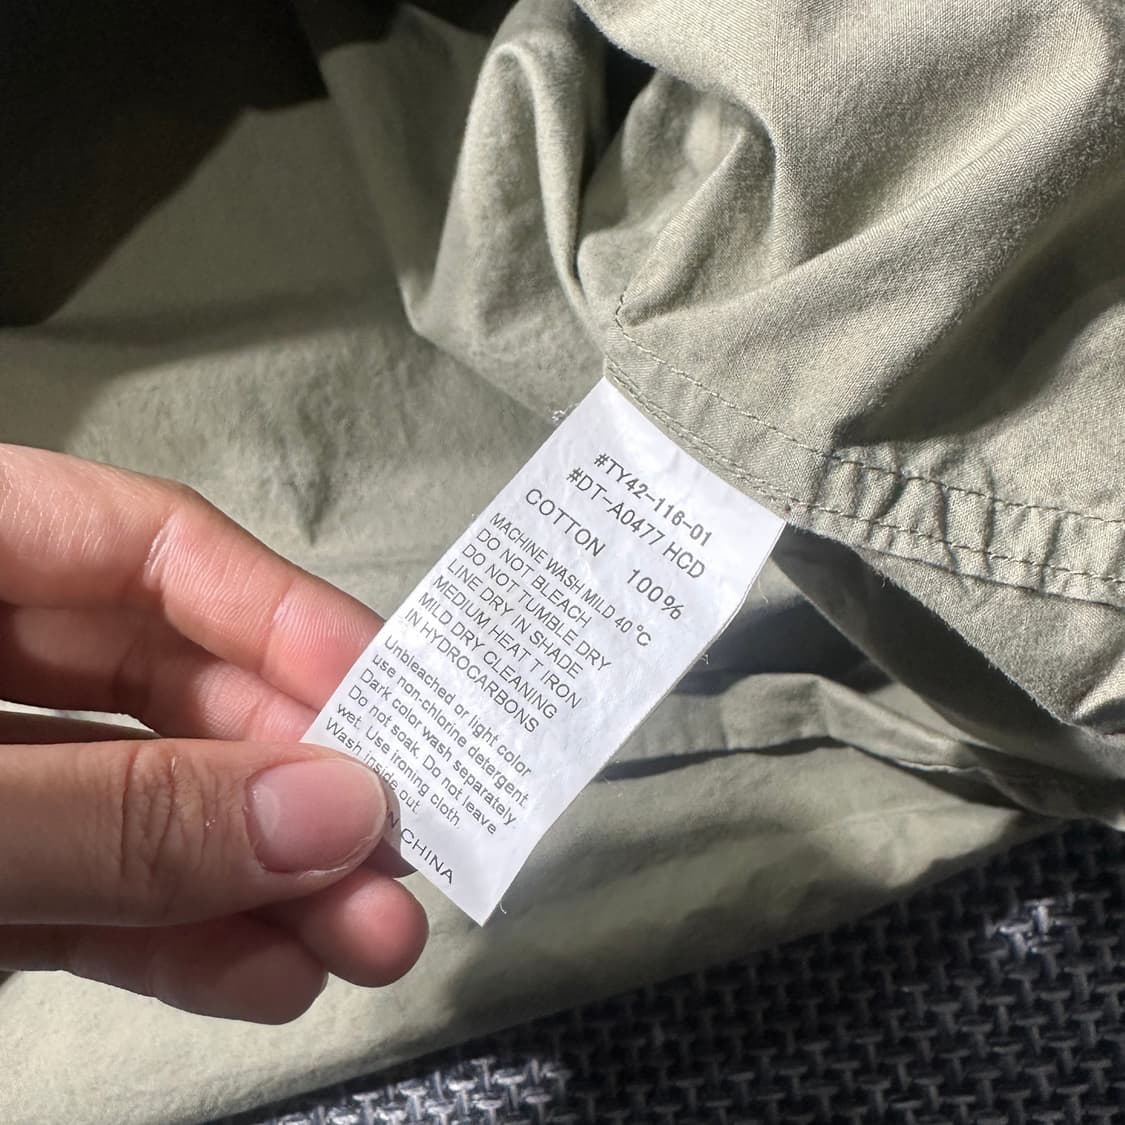 #TY42-116-01
#DT-A0477 HCD
COTTON 100%
MACHINE WASH MILD 40°C
DO NOT BLEACH
DO NOT TUMBLE DRY
LINE DRY IN SHADE
MEDIUM HEAT T IRON
MILD DRY CLEANING
IN HYDROCARBONS
Unbleached or light color
use non-chlorine detergent.
Dark color wash separately.
Do not soak. Do not leave
wet. Use ironing cloth.
Wash inside out.
CHINA